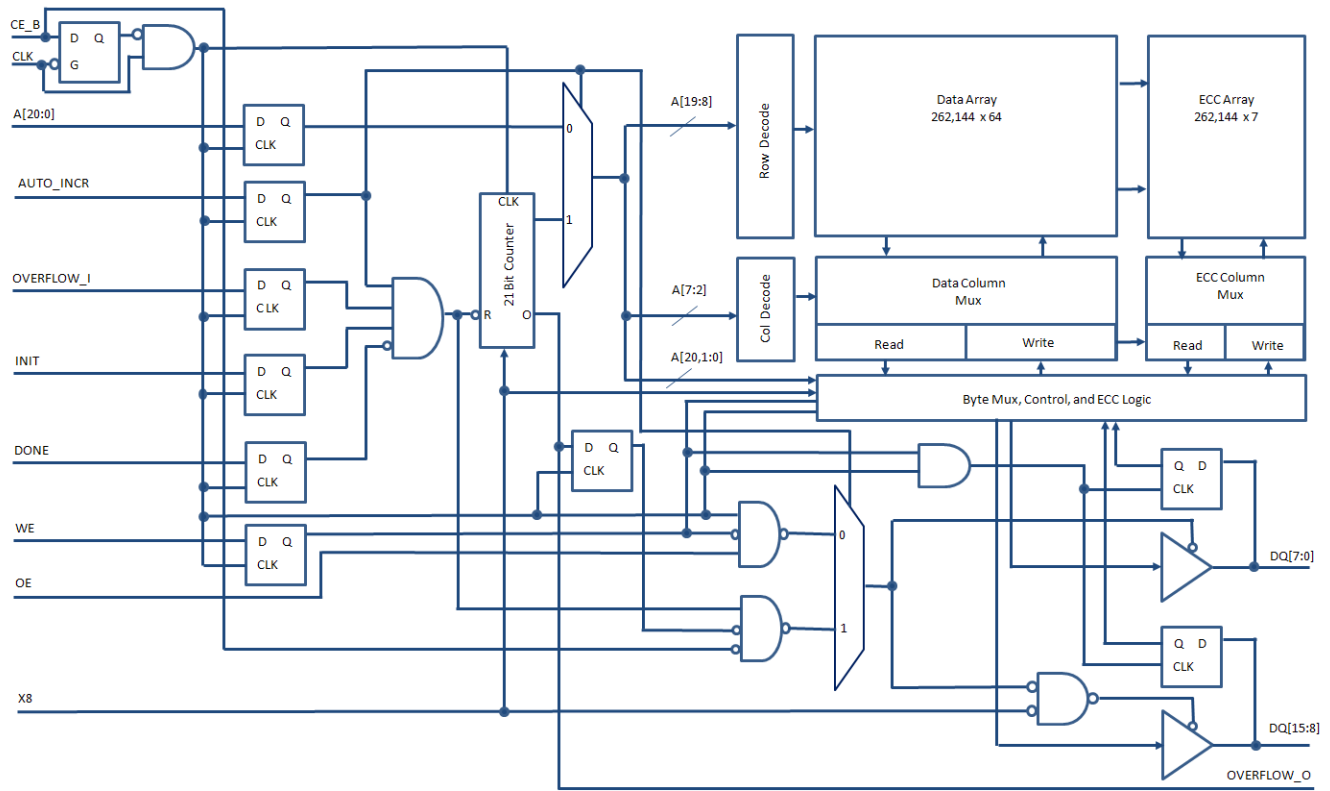 CE_B
D Q
G
CLK
A[20:0]
D Q
CLK
AUTO_INCR
D Q
CLK
OVERFLOW_I
D Q
C LK
INIT
D Q
CLK
DONE
D Q
CLK
WE
D Q
CLK
OE
X8
CLK
21 Bit Counter
R O
0
1
D Q
CLK
A[19:8]
A[7:2]
A[20,1:0]
Row Decode
Col Decode
Data Array
262,144 x 64
ECC Array
262,144 x 7
Data Column
Mux
Read
Write
ECC Column
Mux
Read
Write
Byte Mux, Control, and ECC Logic
0
1
Q D
CLK
DQ[7:0]
Q D
CLK
DQ[15:8]
OVERFLOW_O